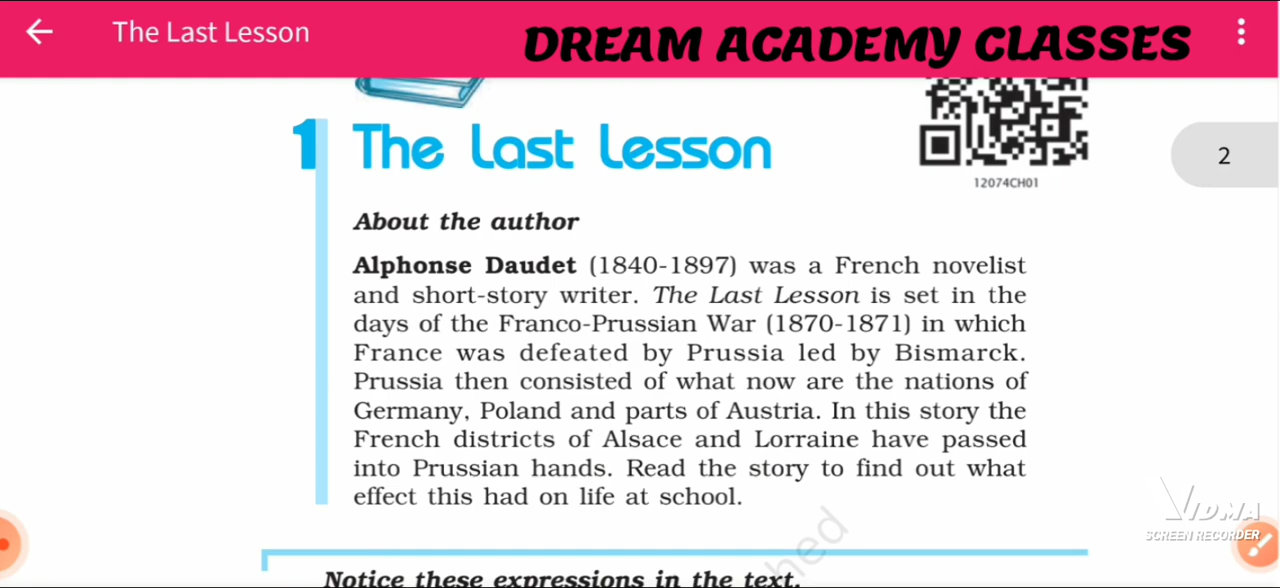 The Last Lesson
DREAM ACADEMY CLASSES
12074CH01
2
1 The Last Lesson
About the author
Alphonse Daudet (1840-1897) was a French novelist
and short-story writer. The Last Lesson is set in the
days of the Franco-Prussian War (1870-1871) in which
France was defeated by Prussia led by Bismarck.
Prussia then consisted of what now are the nations of
Germany, Poland and parts of Austria. In this story the
French districts of Alsace and Lorraine have passed
into Prussian hands. Read the story to find out what
effect this had on life at school.
VIDMA
SCREEN RECORDER
Notice these expressions in the text.